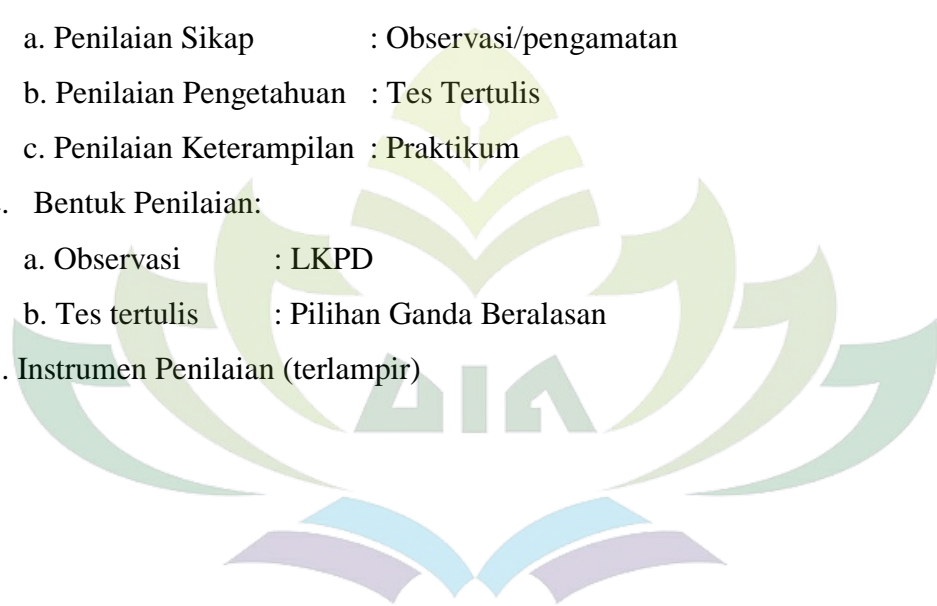 a. Penilaian Sikap : Observasi/pengamatan
b. Penilaian Pengetahuan : Tes Tertulis
c. Penilaian Keterampilan : Praktikum
. Bentuk Penilaian:
a. Observasi : LKPD
b. Tes tertulis : Pilihan Ganda Beralasan
. Instrumen Penilaian (terlampir)